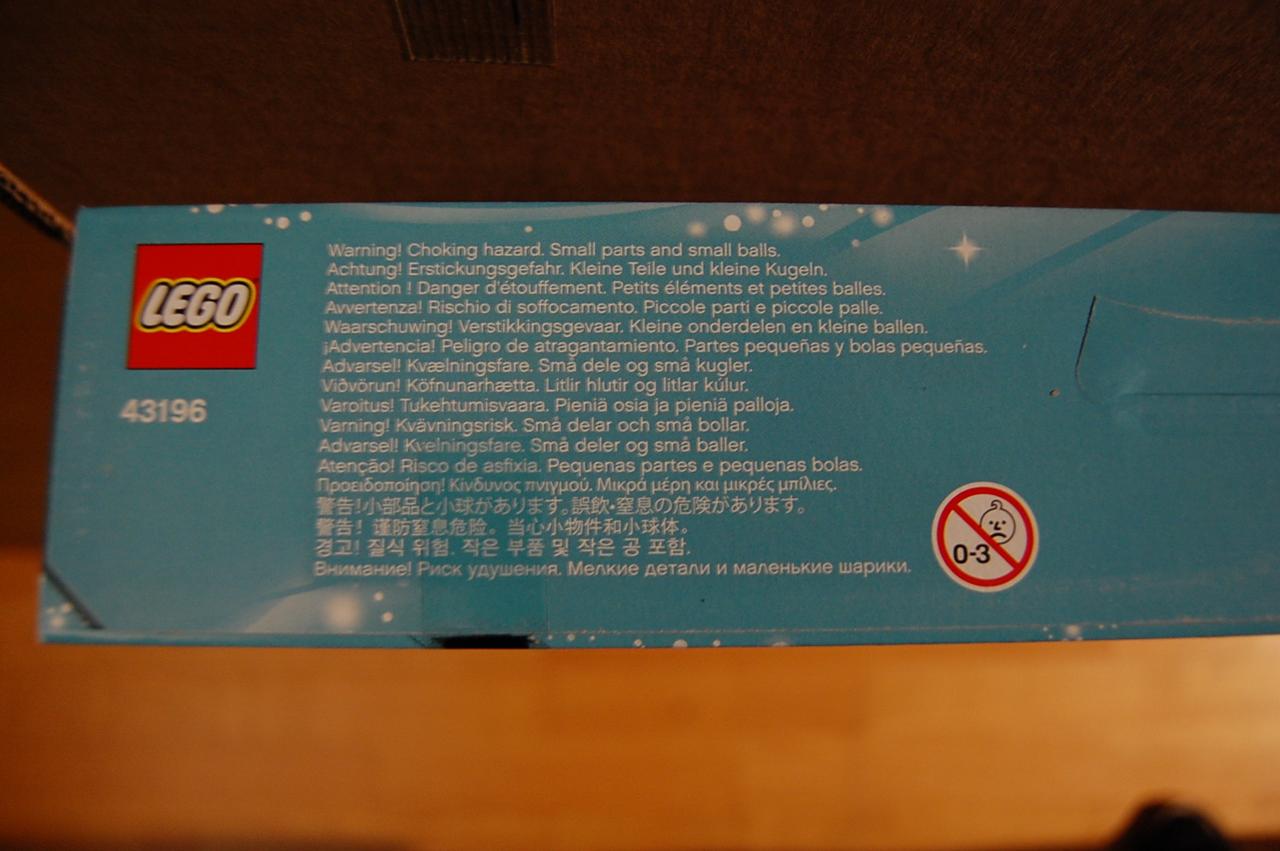 LEGO
43196
Warning! Choking hazard. Small parts and small balls.
Achtung! Erstickungsgefahr. Kleine Teile und kleine Kugeln.
Attention ! Danger d'étouffement. Petits éléments et petites balles.
Avvertenza! Rischio di soffocamento. Piccole parti e piccole palle.
Waarschuwing! Verstikkingsgevaar. Kleine onderdelen en kleine ballen.
¡Advertencia! Peligro de atragantamiento. Partes pequeñas y bolas pequeñas.
Advarsel! Kvælningsfare. Små dele og små kugler.
Viðvörun! Köfnunarhætta. Litlir hlutir og litlar kúlur.
Varoitus! Tukehtumisvaara. Pieniä osia ja pieniä palloja.
Varning! Kvävningsrisk. Små delar och små bollar.
Advarsel! Kvelningsfare. Små deler og små baller.
Atenção! Risco de asfixia. Pequenas partes e pequenas bolas.
Προειδοποίηση! Κίνδυνος πνιγμού. Μικρά μέρη και μικρές μπίλιες.
警告!小部品と小球があります。誤飲・窒息の危険があります。
警告! 谨防窒息危险。当心小物件和小球体。
경고! 질식 위험. 작은 부품 및 작은 공 포함.
Внимание! Риск удушения. Мелкие детали и маленькие шарики.
0-3